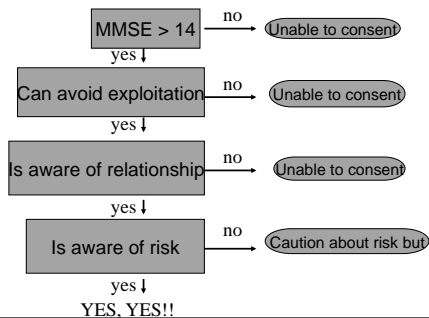 MMSE > 14
no
Unable to consent
yes
Can avoid exploitation
no
Unable to consent
yes
Is aware of relationship
no
Unable to consent
yes
Is aware of risk
no
Caution about risk but
yes
YES, YES!!